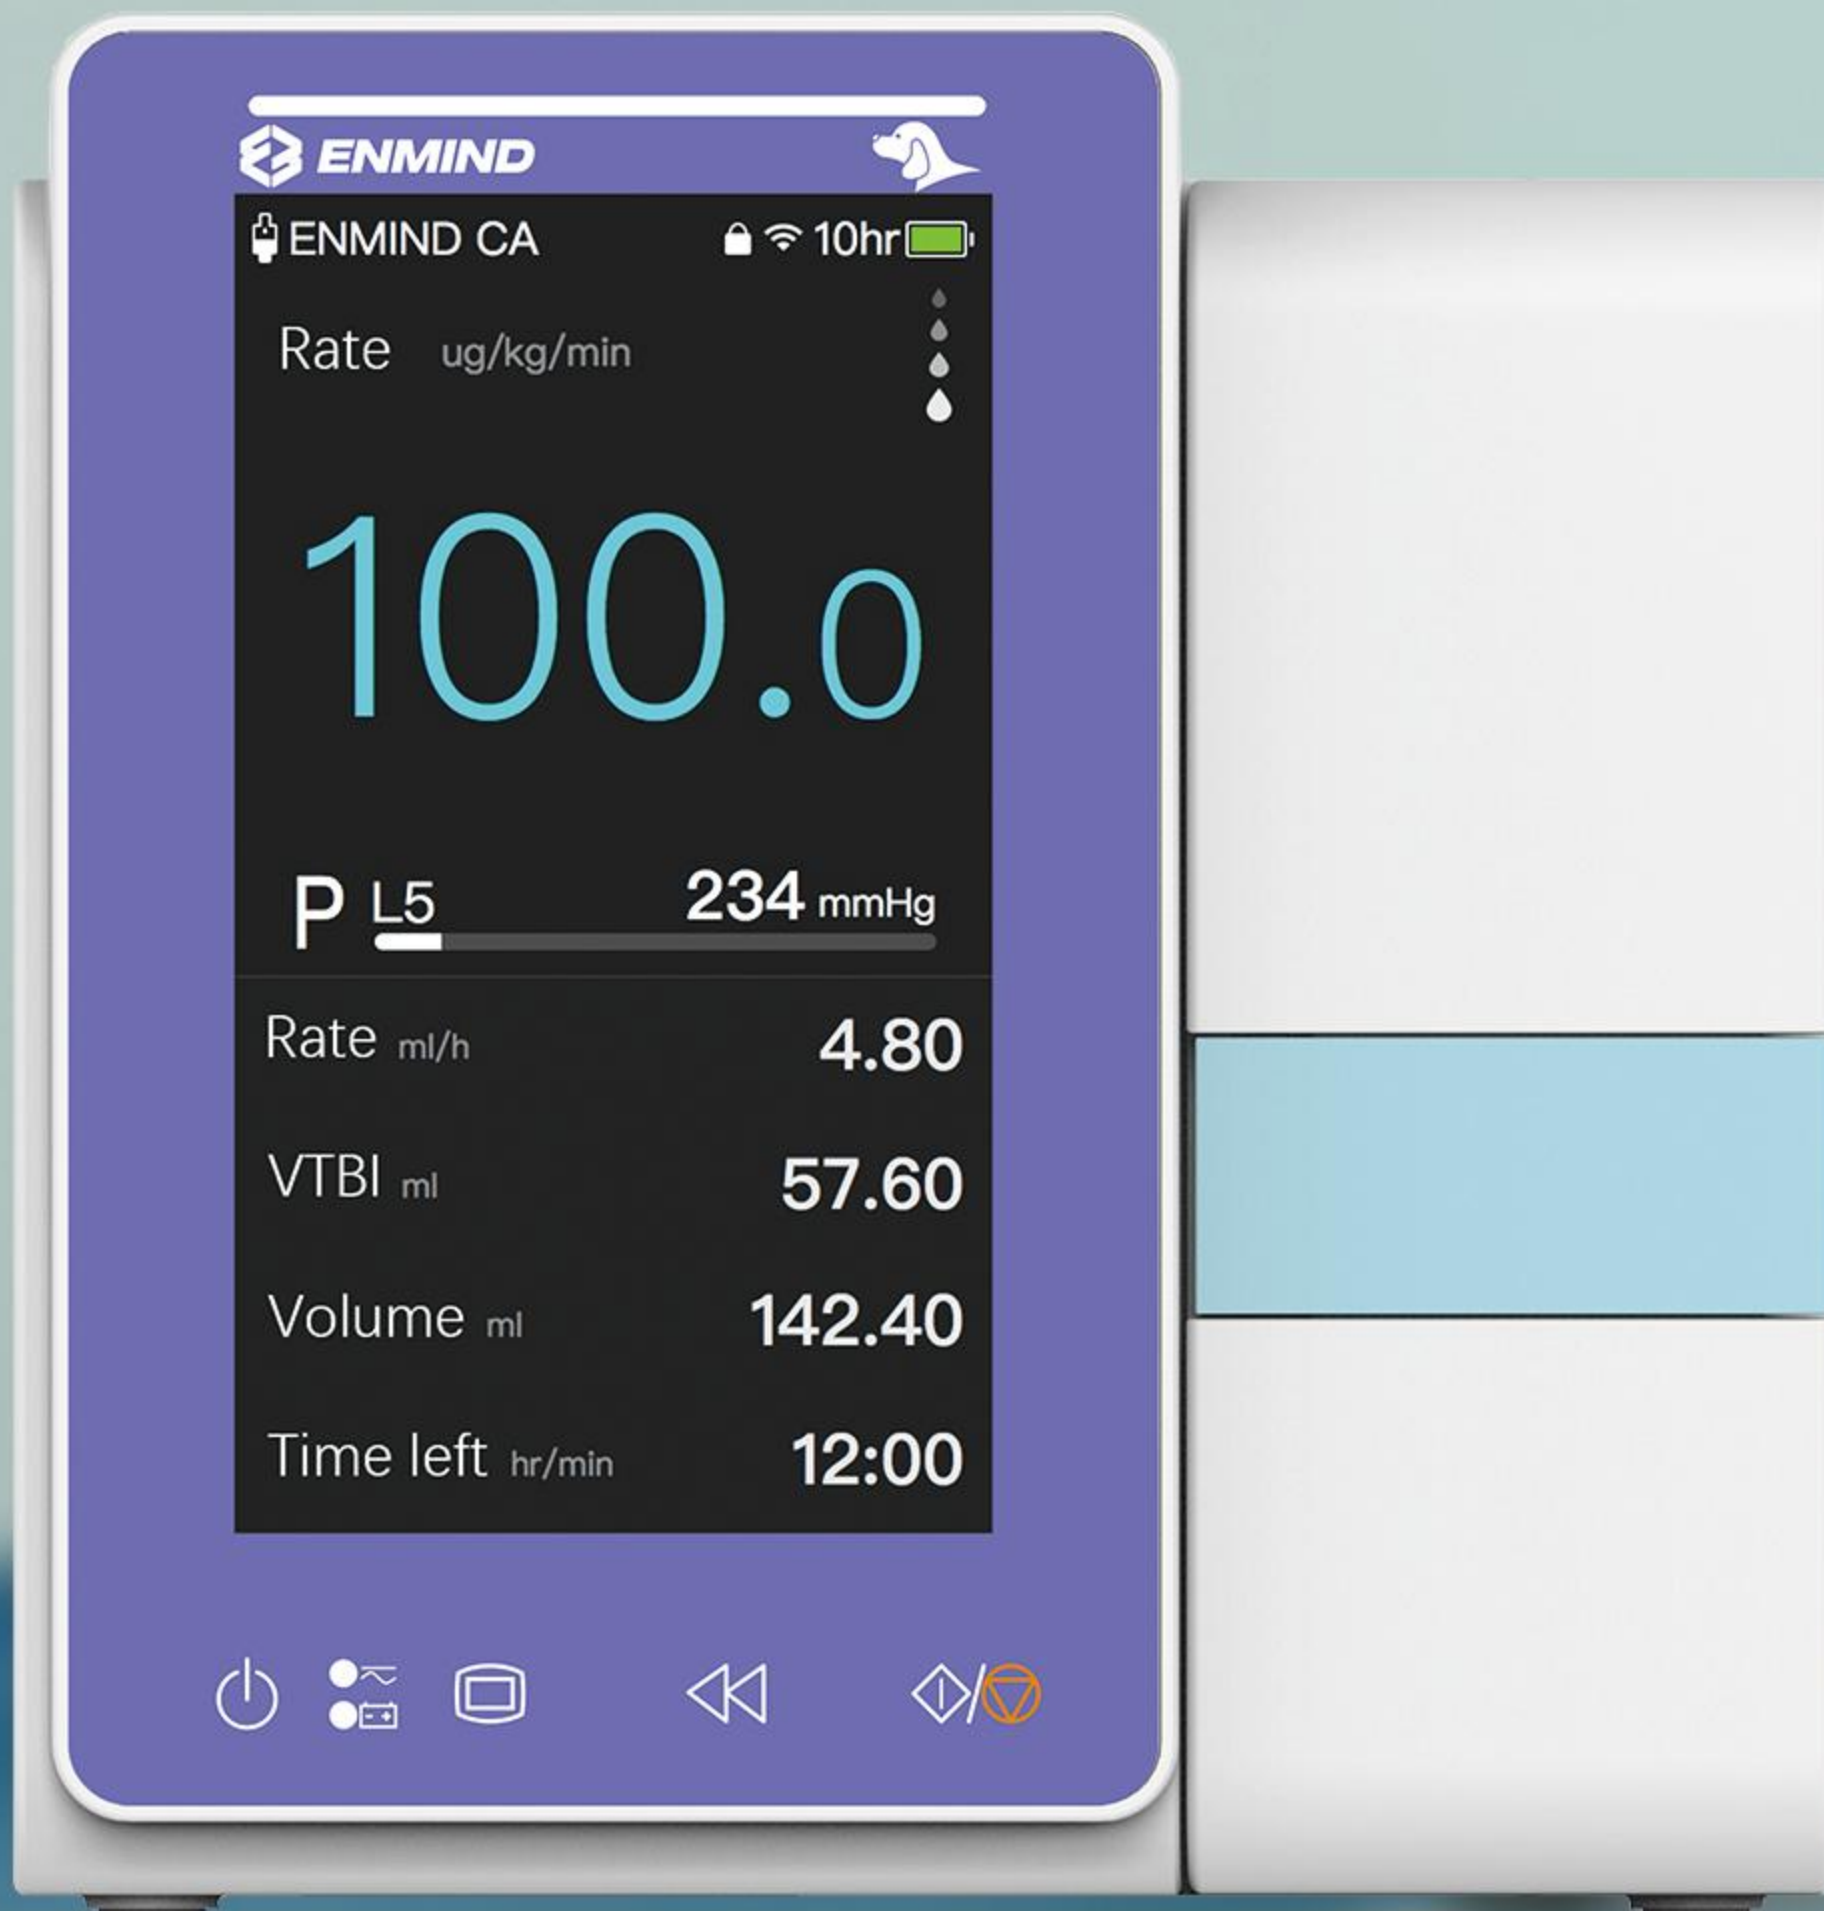 ENMIND
ENMIND CA 10hr
Rate ug/kg/min
100.0
P L5 234 mmHg
Rate ml/h 4.80
VTBI ml 57.60
Volume ml 142.40
Time left hr/min 12:00